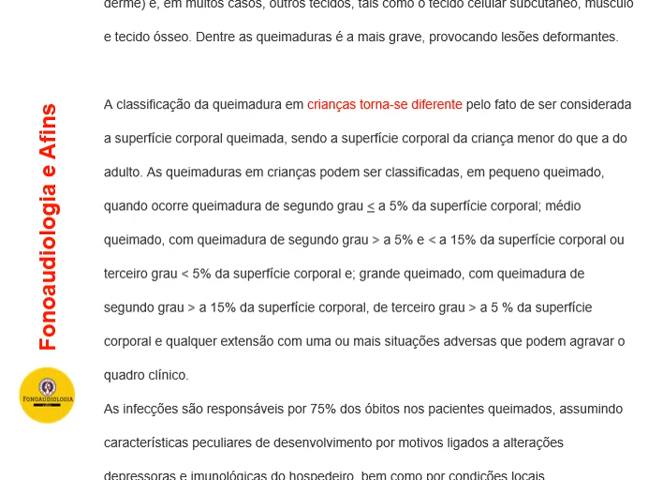 derme) e, em muitos casos, outros tecidos, tais como o tecido celular subcutâneo, músculo
e tecido ósseo. Dentre as queimaduras é a mais grave, provocando lesões deformantes.
A classificação da queimadura em crianças torna-se diferente pelo fato de ser considerada
a superfície corporal queimada, sendo a superfície corporal da criança menor do que a do
adulto. As queimaduras em crianças podem ser classificadas, em pequeno queimado,
quando ocorre queimadura de segundo grau < a 5% da superfície corporal; médio
queimado, com queimadura de segundo grau > a 5% e < a 15% da superfície corporal ou
terceiro grau < 5% da superfície corporal e; grande queimado, com queimadura de
segundo grau > a 15% da superfície corporal, de terceiro grau > a 5 % da superfície
corporal e qualquer extensão com uma ou mais situações adversas que podem agravar o
quadro clínico.
As infecções são responsáveis por 75% dos óbitos nos pacientes queimados, assumindo
características peculiares de desenvolvimento por motivos ligados a alterações
depressoras e imunológicas do hospedeiro, bem como por condições locais
Fonoaudiologia e Afins
FONOAUDIOLOGIA